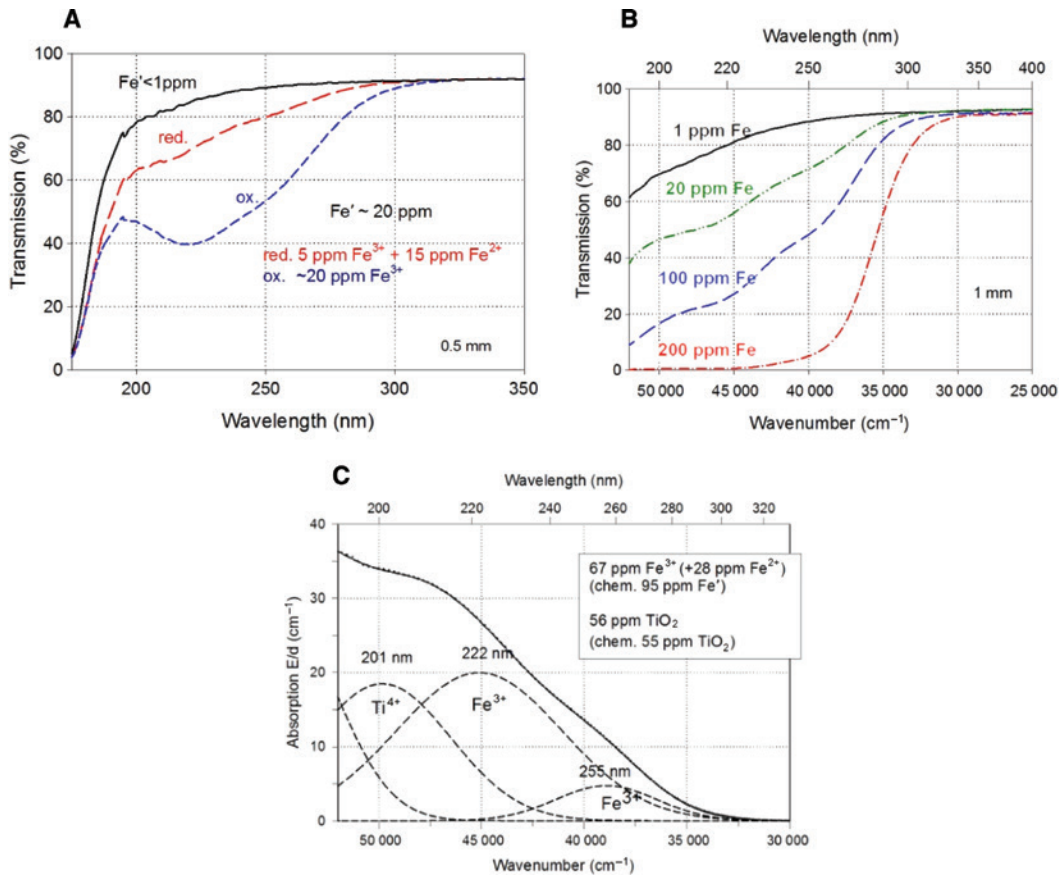 A
100
80
60
40
20
0
Transmission (%)
Fe'<1ppm
red.
ox.
Fe' ~ 20 ppm
red. 5 ppm Fe³⁺ + 15 ppm Fe²⁺
ox. ~20 ppm Fe³⁺
0.5 mm
200 250 300 350
Wavelength (nm)
B
Wavelength (nm)
200 220 250 300 350 400
100
80
60
40
20
0
Transmission (%)
1 ppm Fe
20 ppm Fe
100 ppm Fe
200 ppm Fe
1 mm
50 000 45 000 40 000 35 000 30 000 25 000
Wavenumber (cm⁻¹)
C
Wavelength (nm)
200 220 240 260 280 300 320
40
30
20
10
0
Absorption E/d (cm⁻¹)
67 ppm Fe³⁺ (+28 ppm Fe²⁺)
(chem. 95 ppm Fe')
56 ppm TiO₂
(chem. 55 ppm TiO₂)
201 nm
222 nm
Ti⁴⁺
Fe³⁺
255 nm
Fe³⁺
50 000 45 000 40 000 35 000 30 000
Wavenumber (cm⁻¹)